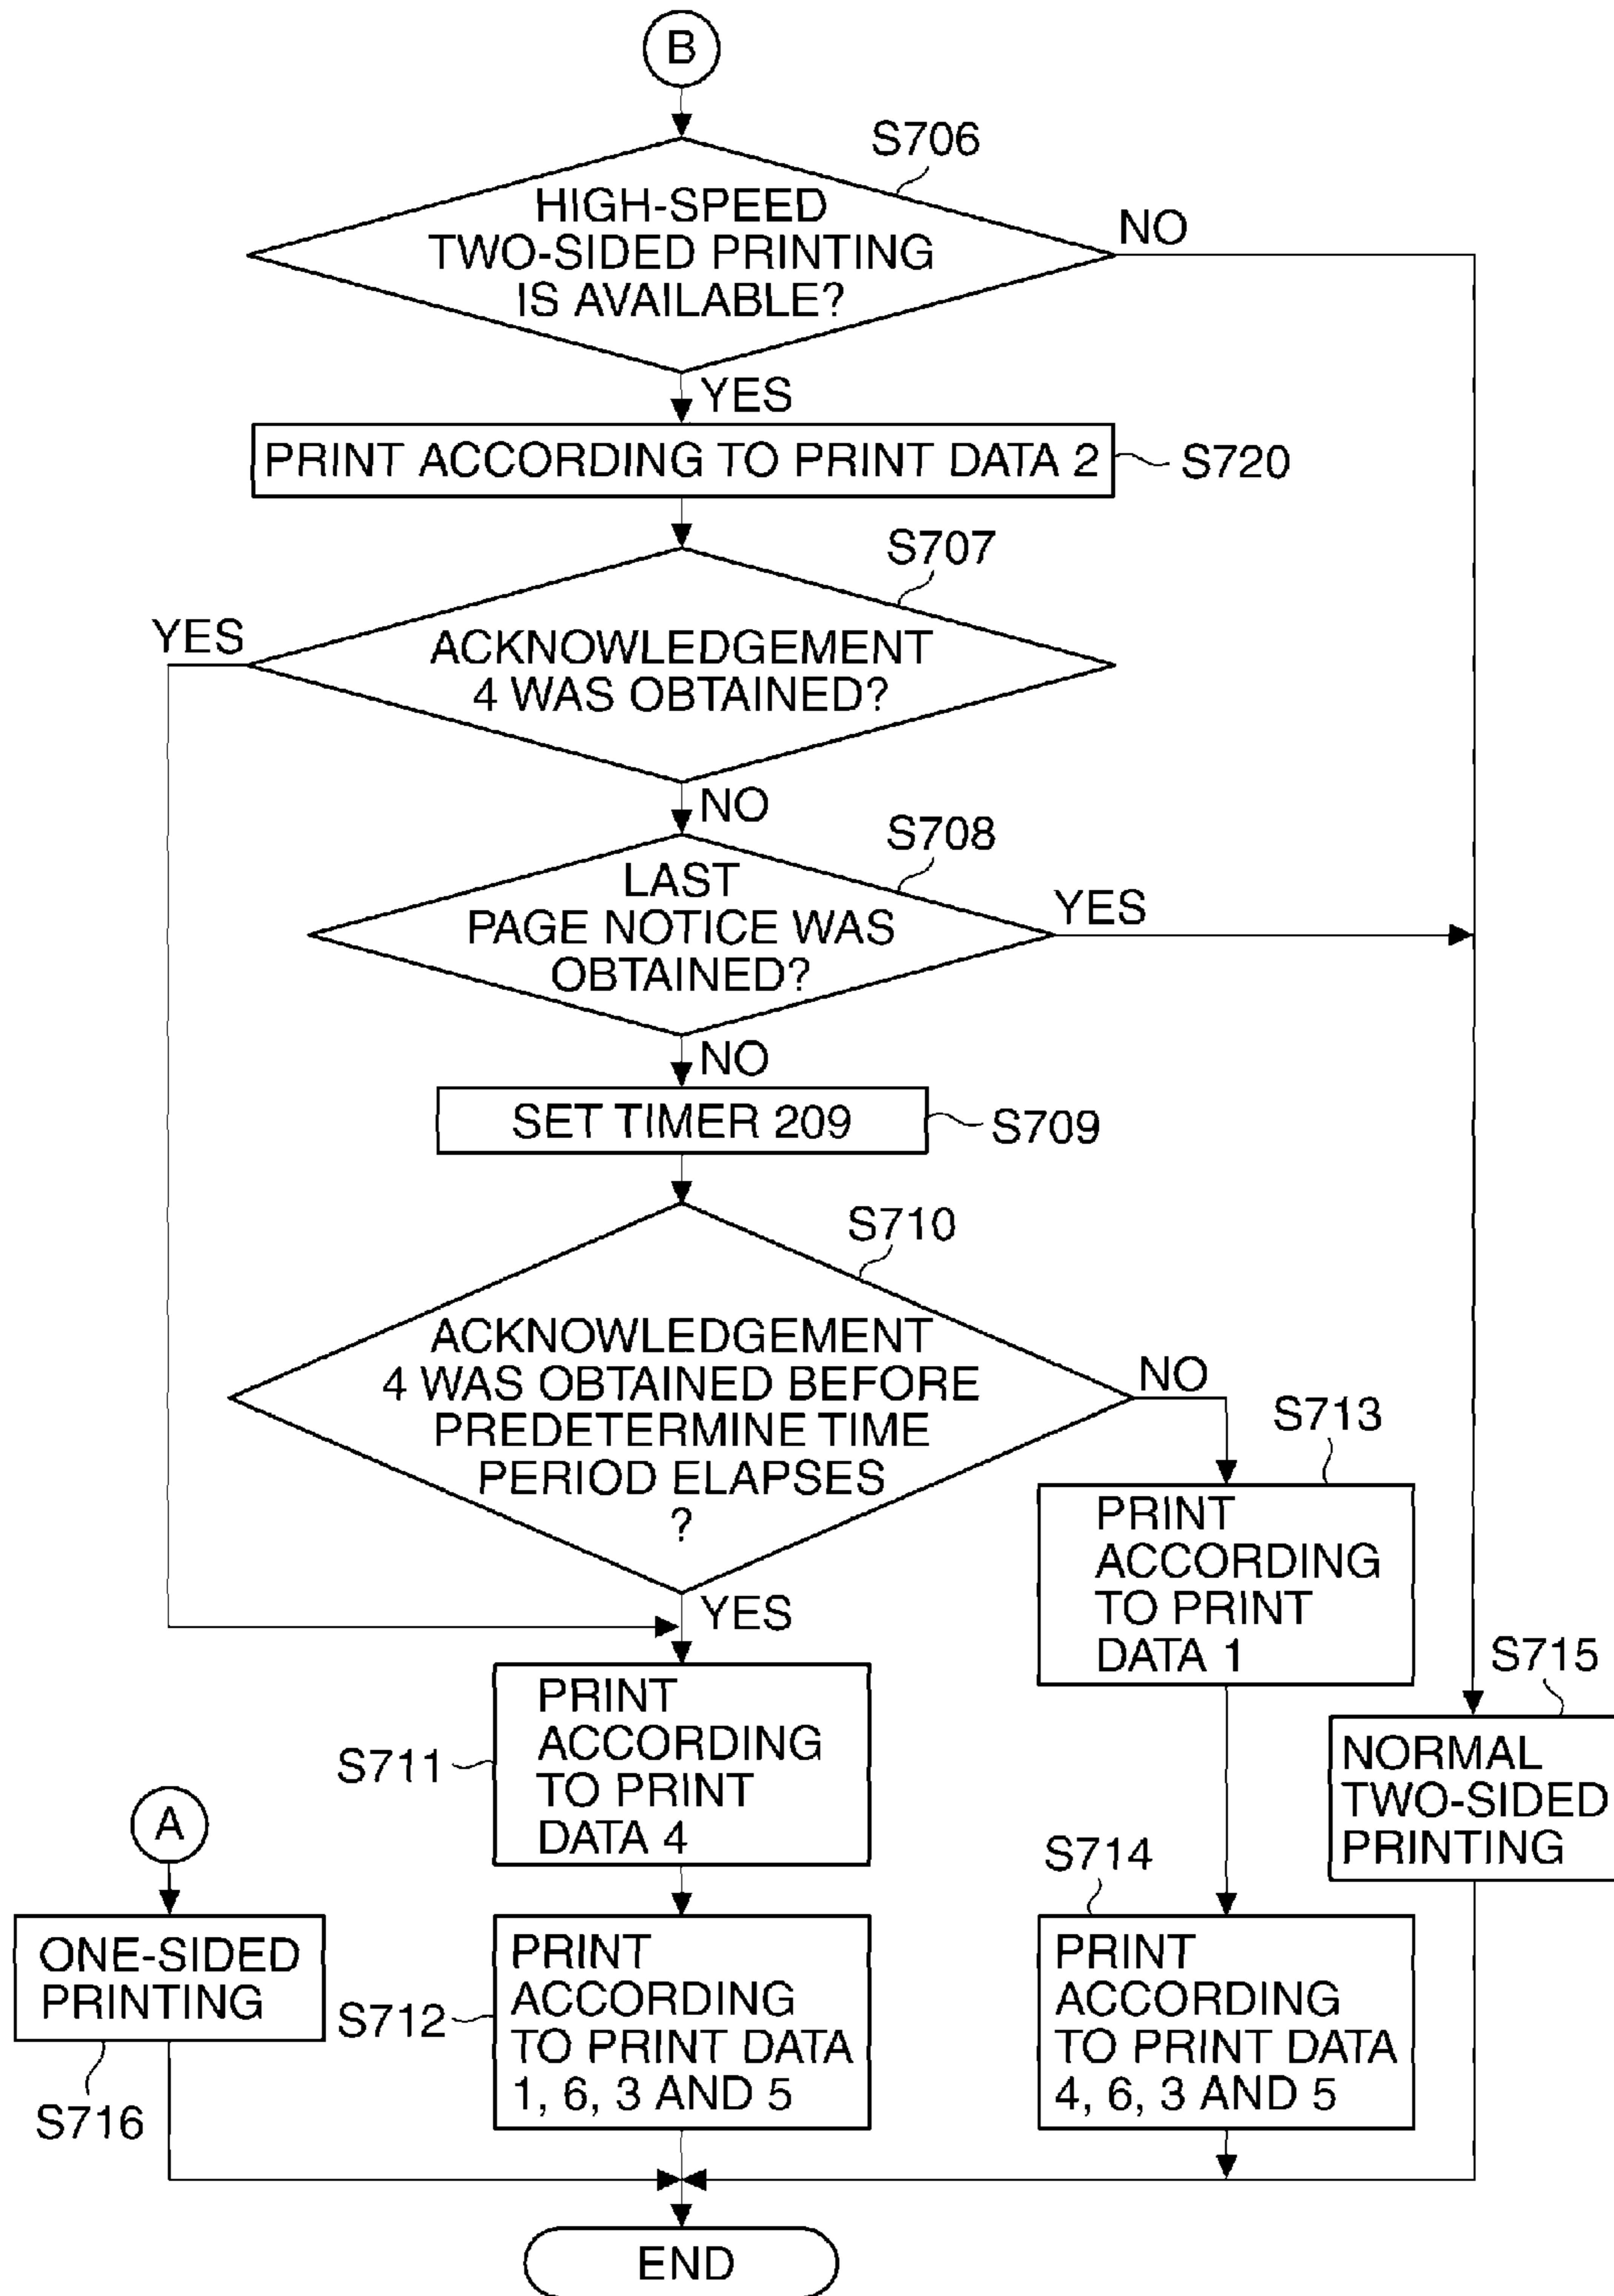 B
S706
HIGH-SPEED
TWO-SIDED PRINTING
IS AVAILABLE?
NO
YES
PRINT ACCORDING TO PRINT DATA 2
S720
S707
YES
ACKNOWLEDGEMENT
4 WAS OBTAINED?
NO
S708
LAST
PAGE NOTICE WAS
OBTAINED?
YES
NO
SET TIMER 209
S709
S710
ACKNOWLEDGEMENT
4 WAS OBTAINED BEFORE
PREDETERMINE TIME
PERIOD ELAPSES
?
NO
YES
S713
PRINT
ACCORDING
TO PRINT
DATA 1
S715
NORMAL
TWO-SIDED
PRINTING
S711
PRINT
ACCORDING
TO PRINT
DATA 4
A
ONE-SIDED
PRINTING
S716
S712
PRINT
ACCORDING
TO PRINT DATA
1, 6, 3 AND 5
S714
PRINT
ACCORDING
TO PRINT DATA
4, 6, 3 AND 5
END